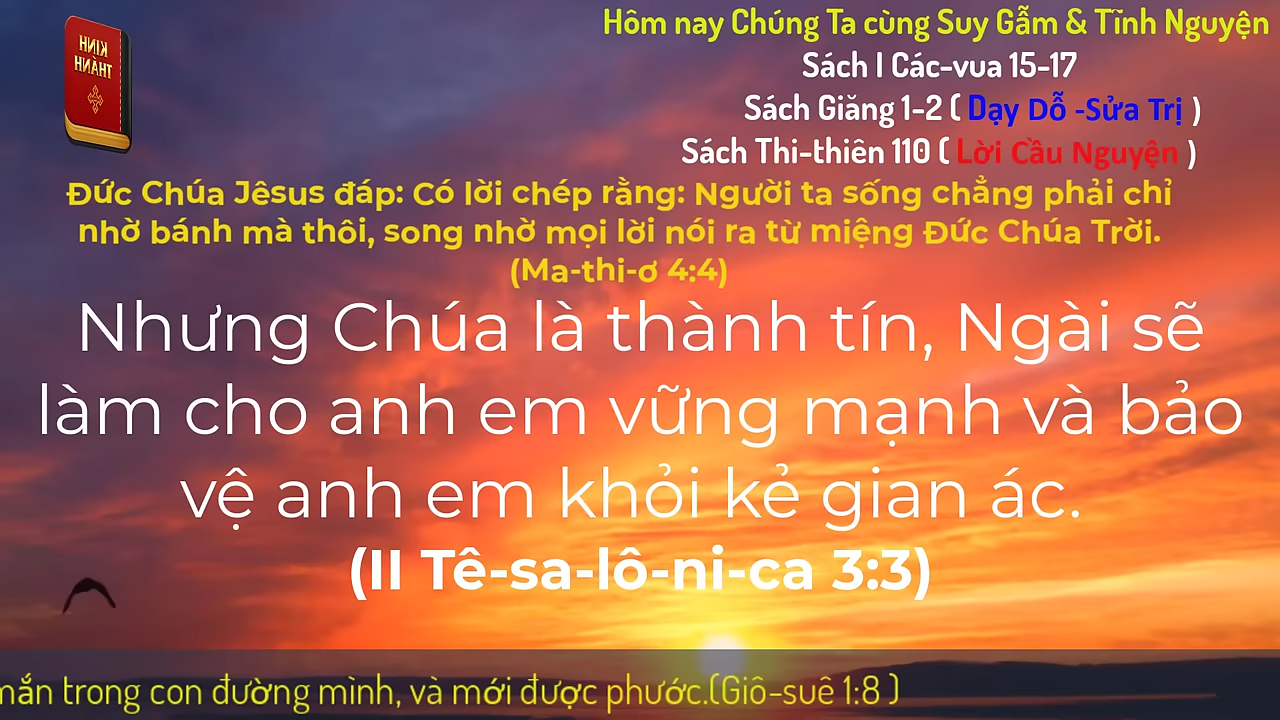 KINH
THÁNH
Hôm nay Chúng Ta cùng Suy Gẫm & Tĩnh Nguyện
Sách I Các-vua 15-17
Sách Giăng 1-2 ( Dạy Dỗ -Sửa Trị )
Sách Thi-thiên 110 ( Lời Cầu Nguyện )
Đức Chúa Jêsus đáp: Có lời chép rằng: Người ta sống chẳng phải chỉ
nhờ bánh mà thôi, song nhờ mọi lời nói ra từ miệng Đức Chúa Trời.
(Ma-thi-ơ 4:4)
Nhưng Chúa là thành tín, Ngài sẽ
làm cho anh em vững mạnh và bảo
vệ anh em khỏi kẻ gian ác.
(II Tê-sa-lô-ni-ca 3:3)
trong con đường mình, và mới được phước.(Giô-suê 1:8 )